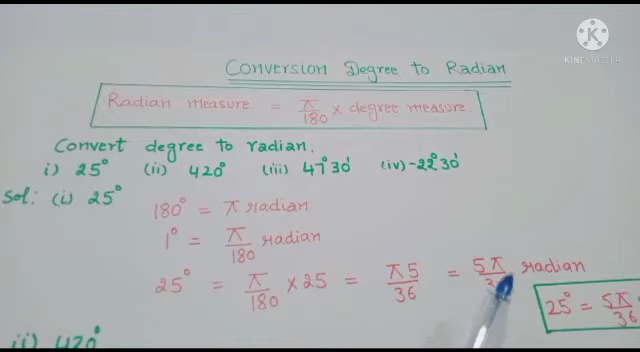 KINEMASTER
Conversion Degree to Radian
Radian measure = π/180 × degree measure.
Convert degree to radian.
i) 25° (ii) 420° (iii) 47°30' (iv) -22°30'
Sol: (i) 25°
180° = π radian
1° = π/180 radian
25° = π/180 × 25 = π5/36 = 5π/3 radian
25° = 5π/36
ii) 420°